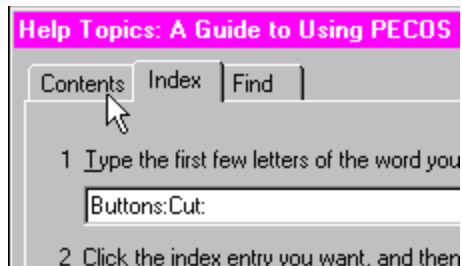 Help Topics: A Guide to Using PECOS
Contents Index Find
1 Type the first few letters of the word you
Buttons:Cut:
2 Click the index entry you want, and then